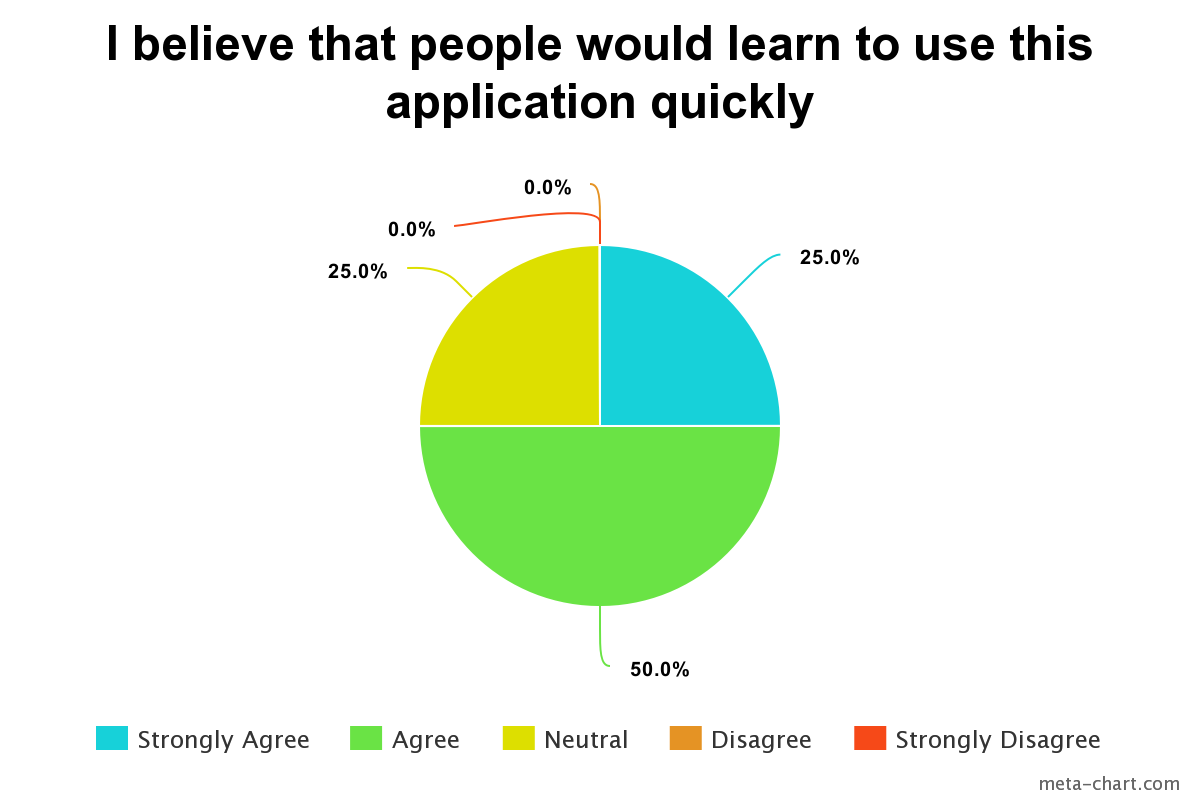 I believe that people would learn to use this
application quickly
0.0%
0.0%
25.0%
25.0%
50.0%
Strongly Agree
Agree
Neutral
Disagree
Strongly Disagree
meta-chart.com